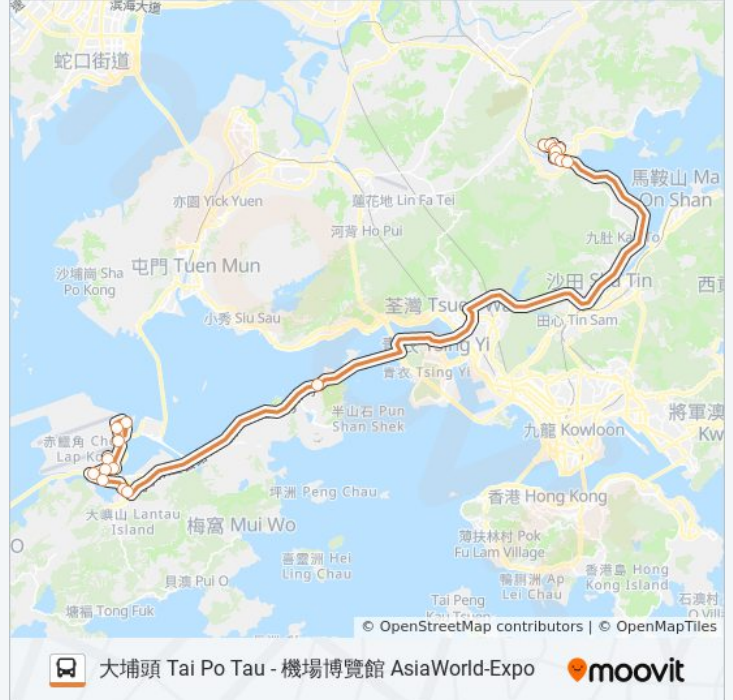 滨海大道
蛇口街道
馬鞍山 Ma
On Shan
亦園 Yick Yuen
蓮花地 Lin Fa Tei
河背 Ho Pui
九肚 Ka To
屯門 Tuen Mun
沙埔崗 Sha
Po Kong
沙田 Sha Tin
西貢
荃灣 Tsuen Wan
小秀 Siu Sau
田心 Tin Sam
青衣 Tsing Yi
青衣 Tsing Yi
半山石 Pun
Shan Shek
將軍澳
Kw
九龍 Kowloon
赤鱲角 Che
Lap Ko
坪洲 Peng Chau
香港 Hong Kong
大嶼山 Lantau
Island
梅窩 Mui Wo
薄扶林村 Pok
Fu Lam Village
O
喜靈洲 Hei
Ling Chau
鴨脷洲 Ap
Lei Chau
香港島 Hong
Kong Island
貝澳 Pui O
塘福 Tong Fuk
Tai Peng
Kau Tsuen
石澳村
O Villa
© OpenStreetMap contributors | © OpenMapTiles
大埔頭 Tai Po Tau - 機場博覽館 AsiaWorld-Expo
moovit